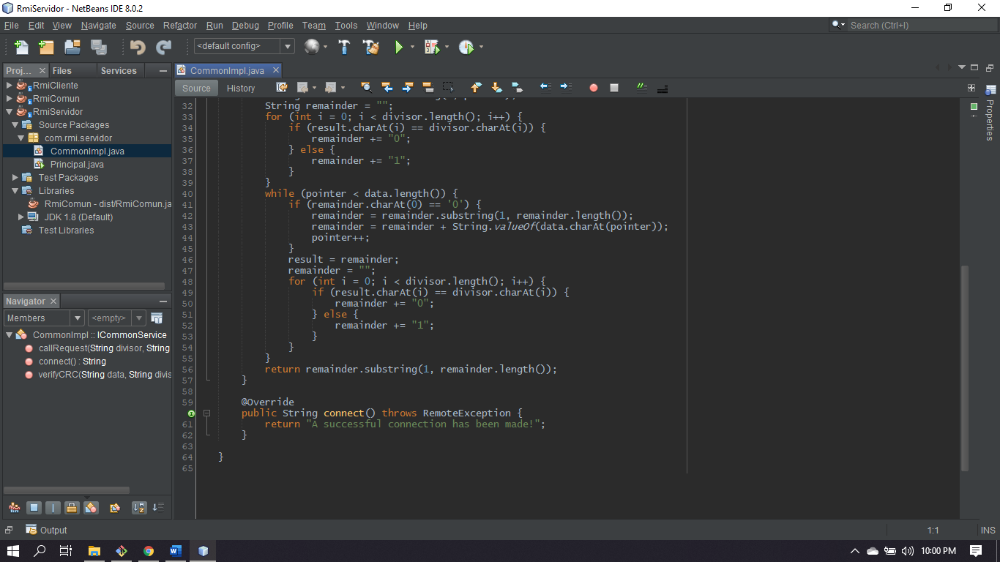 RmiServidor - NetBeans IDE 8.0.2
File Edit View Navigate Source Refactor Run Debug Profile Team Tools Window Help
Search (Ctrl+I)
<default config>
Proj... Files Services
RmiCliente
RmiComun
RmiServidor
Source Packages
com.rmi.servidor
CommonImpl.java
Principal.java
Test Packages
Libraries
RmiComun - dist/RmiComun.ja
JDK 1.8 (Default)
Test Libraries
Navigator
Members <empty>
CommonImpl :: ICommonService
callRequest(String divisor, String
connect() : String
verifyCRC(String data, String divis
CommonImpl.java
Source History
32 String remainder = "";
33 for (int i = 0; i < divisor.length(); i++) {
34 if (result.charAt(i) == divisor.charAt(i)) {
35 remainder += "0";
36 } else {
37 remainder += "1";
38 }
39 }
40 while (pointer < data.length()) {
41 if (remainder.charAt(0) == '0') {
42 remainder = remainder.substring(1, remainder.length());
43 remainder = remainder + String.valueOf(data.charAt(pointer));
44 pointer++;
45 }
46 result = remainder;
47 remainder = "";
48 for (int i = 0; i < divisor.length(); i++) {
49 if (result.charAt(i) == divisor.charAt(i)) {
50 remainder += "0";
51 } else {
52 remainder += "1";
53 }
54 }
55 }
56 return remainder.substring(1, remainder.length());
57 }
58
59 @Override
public String connect() throws RemoteException {
61 return "A successful connection has been made!";
62 }
63
64 }
65
Properties
Output
1:1 INS
10:00 PM